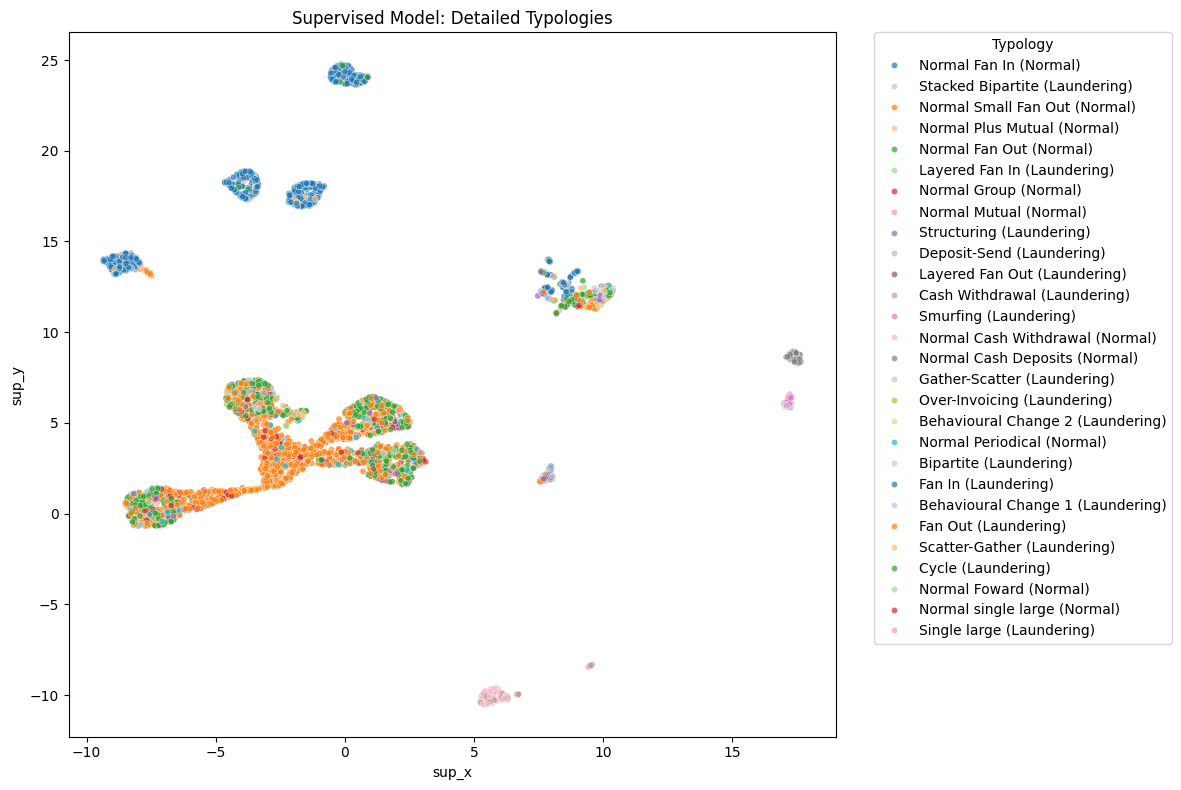 Supervised Model: Detailed Typologies
25
20
15
10
5
0
−5
−10
sup_y
−10
−5
0
5
10
15
sup_x
Typology
Normal Fan In (Normal)
Stacked Bipartite (Laundering)
Normal Small Fan Out (Normal)
Normal Plus Mutual (Normal)
Normal Fan Out (Normal)
Layered Fan In (Laundering)
Normal Group (Normal)
Normal Mutual (Normal)
Structuring (Laundering)
Deposit-Send (Laundering)
Layered Fan Out (Laundering)
Cash Withdrawal (Laundering)
Smurfing (Laundering)
Normal Cash Withdrawal (Normal)
Normal Cash Deposits (Normal)
Gather-Scatter (Laundering)
Over-Invoicing (Laundering)
Behavioural Change 2 (Laundering)
Normal Periodical (Normal)
Bipartite (Laundering)
Fan In (Laundering)
Behavioural Change 1 (Laundering)
Fan Out (Laundering)
Scatter-Gather (Laundering)
Cycle (Laundering)
Normal Foward (Normal)
Normal single large (Normal)
Single large (Laundering)